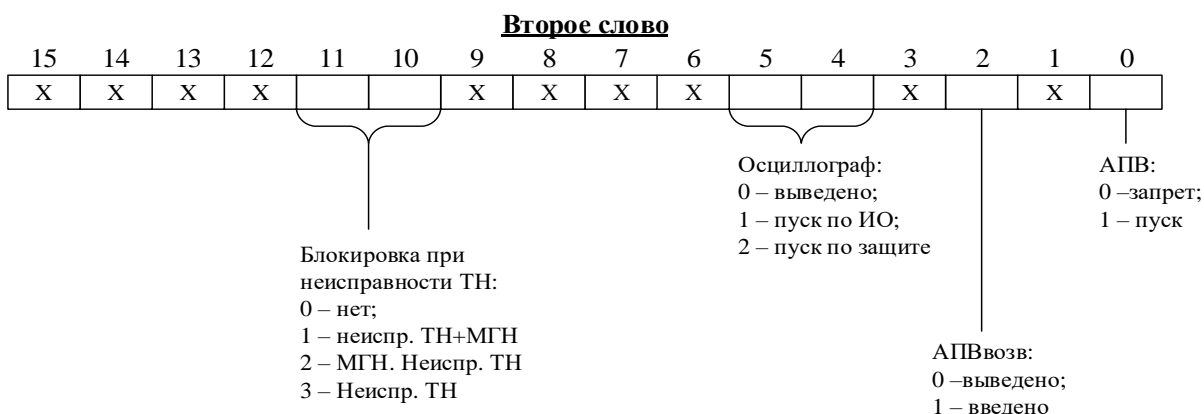 Второе слово
15 14 13 12 11 10 9 8 7 6 5 4 3 2 1 0
X X X X X X X X X X
Осциллограф:
0 – выведено;
1 – пуск по ИО;
2 – пуск по защите
АПВ:
0 –запрет;
1 – пуск
Блокировка при
неисправности ТН:
0 – нет;
1 – неиспр. ТН+МГН
2 – МГН. Неиспр. ТН
3 – Неиспр. ТН
АПВвозв:
0 –выведено;
1 – введено